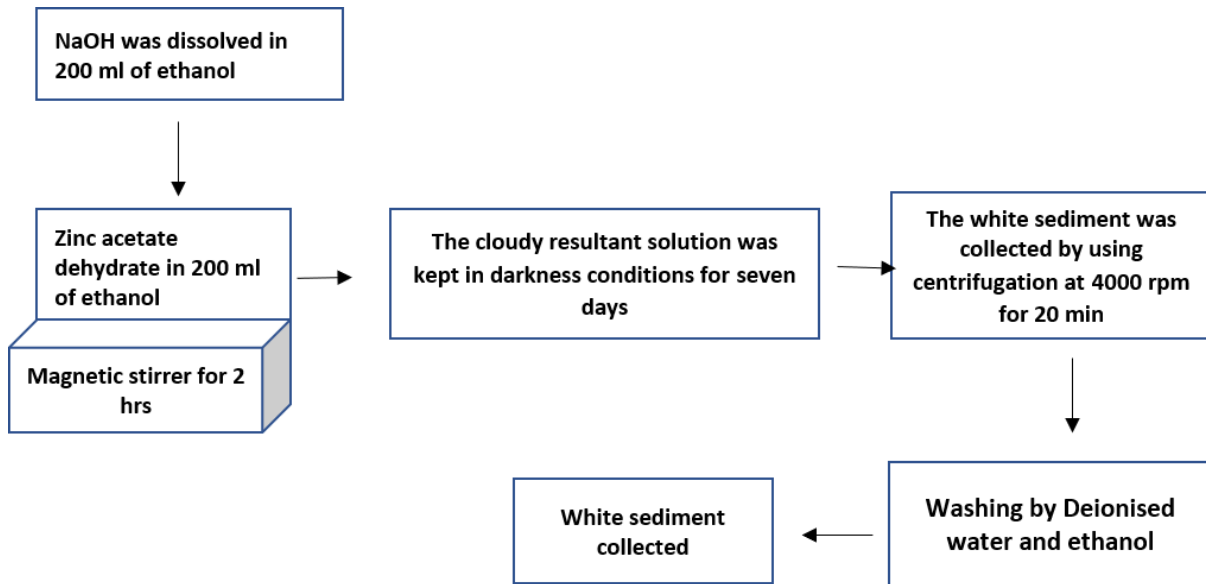 NaOH was dissolved in
200 ml of ethanol
Zinc acetate
dehydrate in 200 ml
of ethanol
Magnetic stirrer for 2
hrs
The cloudy resultant solution was
kept in darkness conditions for seven
days
The white sediment was
collected by using
centrifugation at 4000 rpm
for 20 min
Washing by Deionised
water and ethanol
White sediment
collected